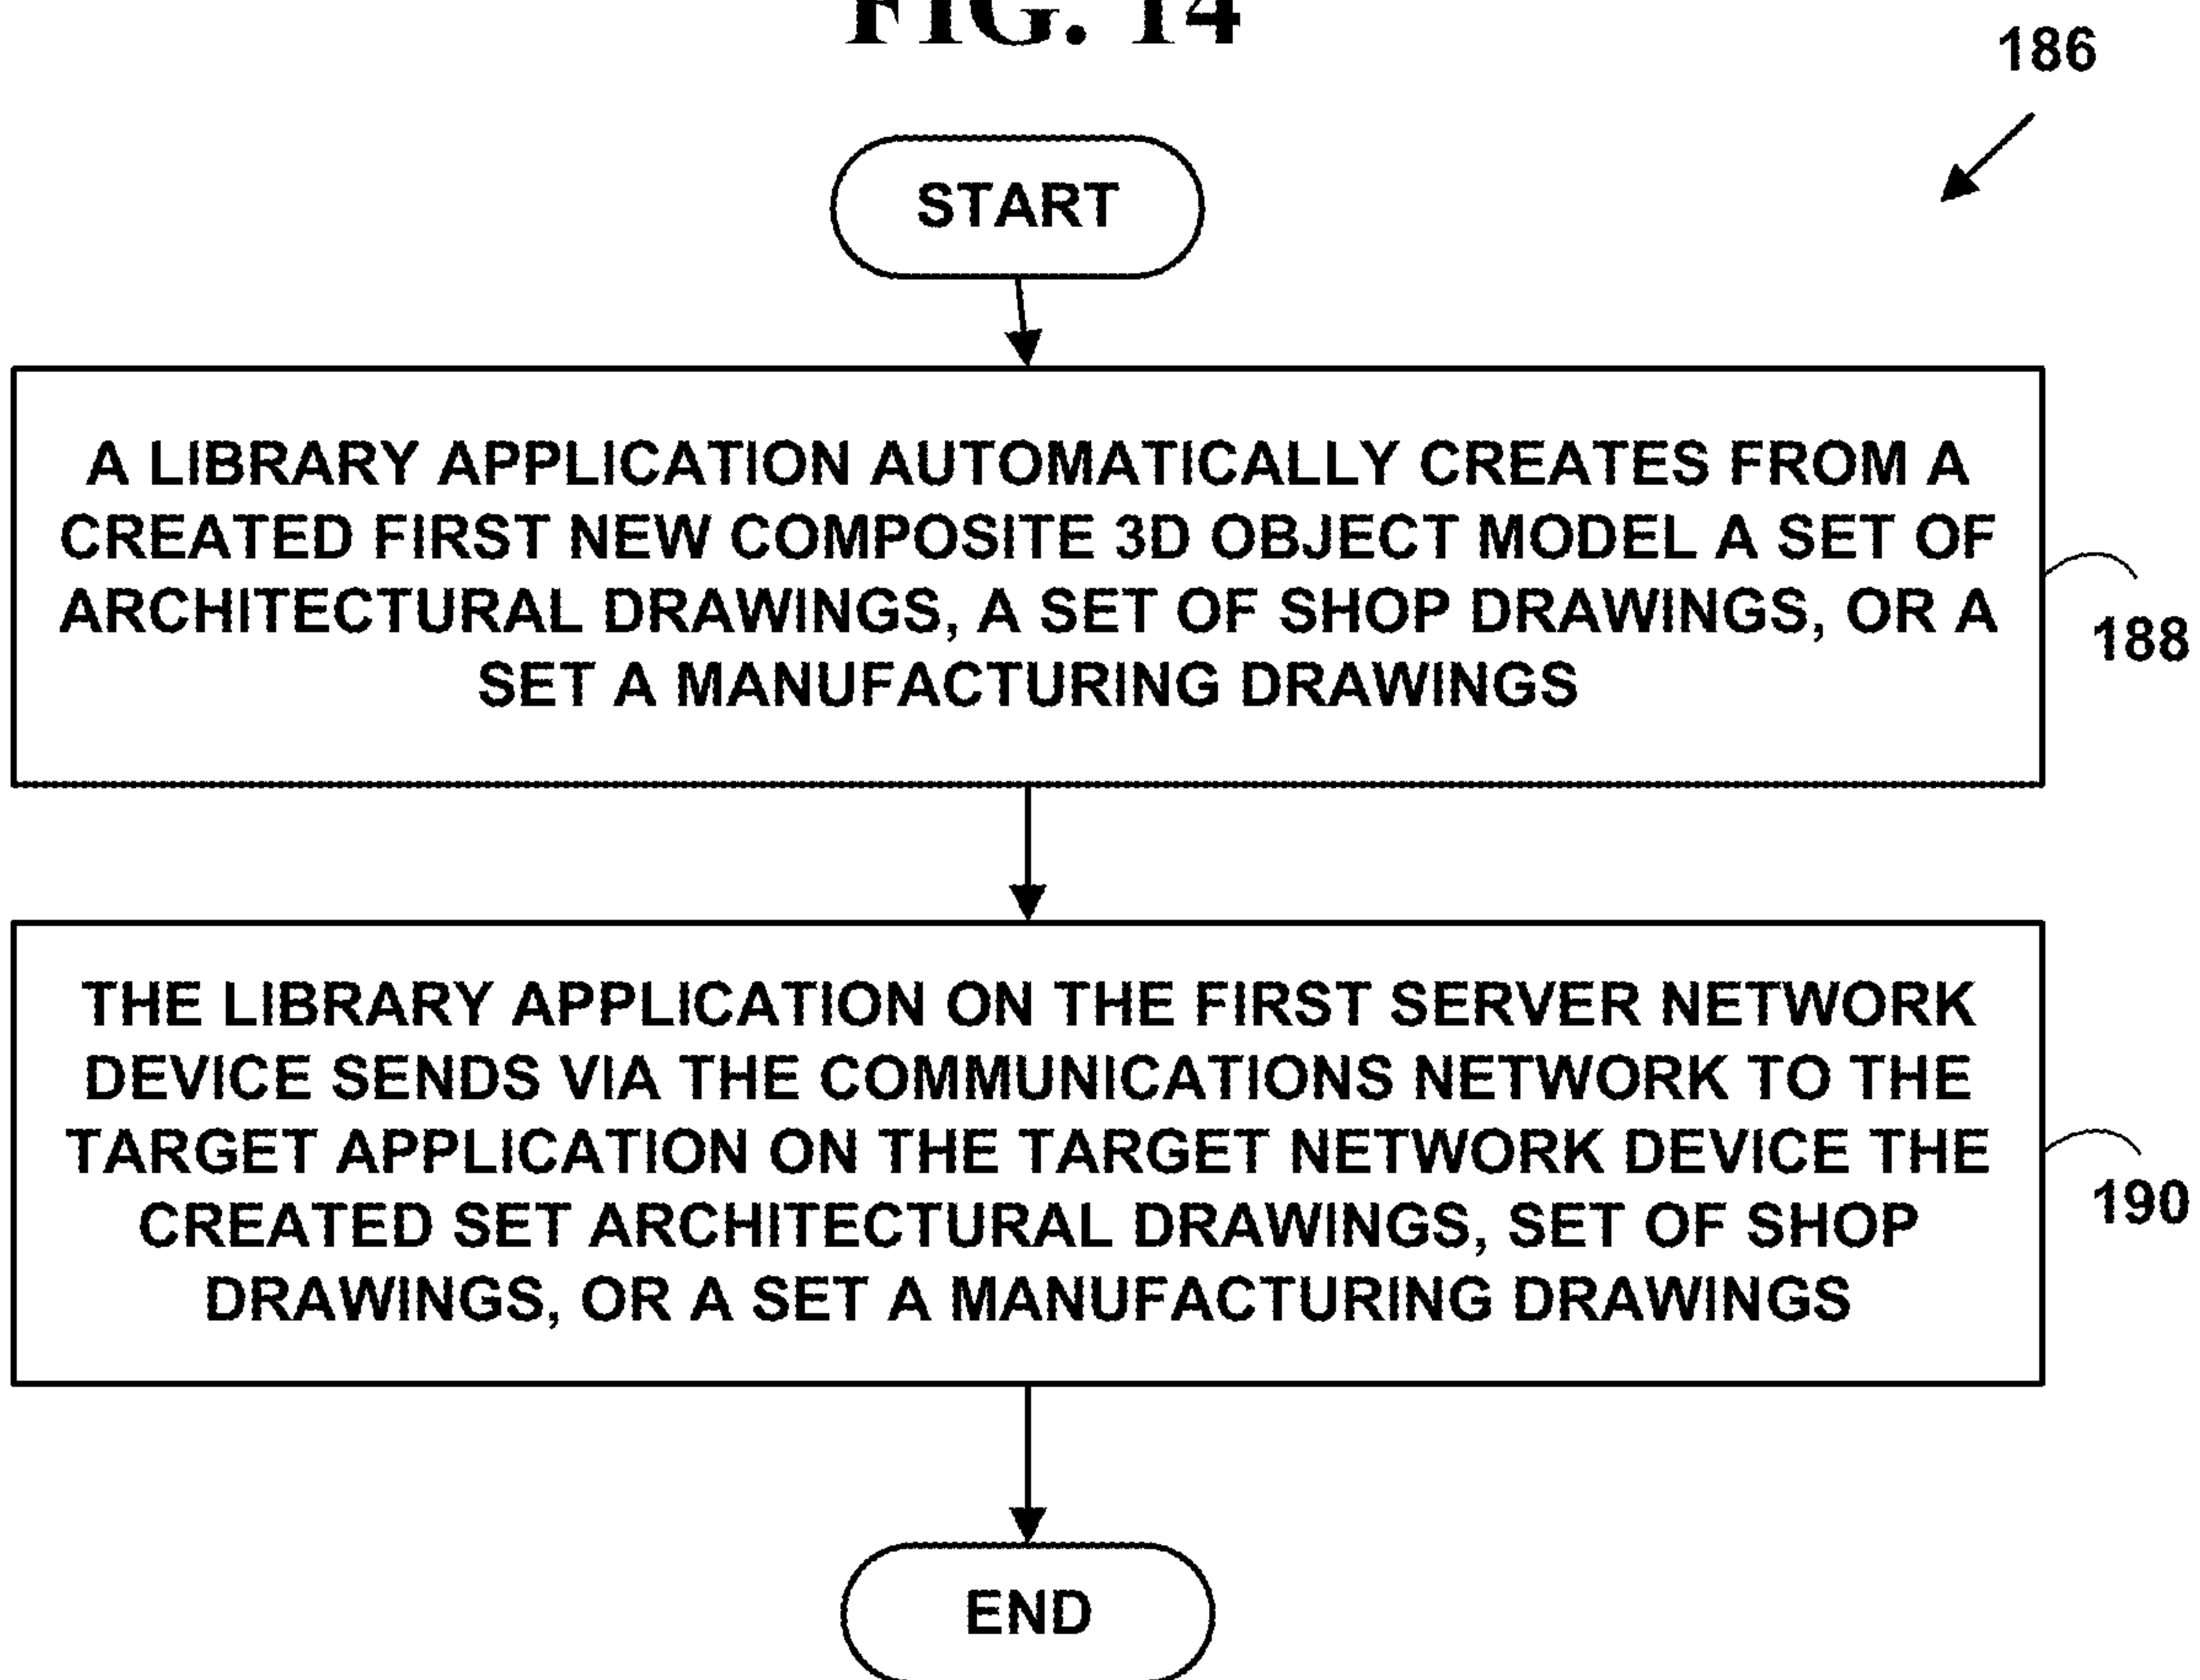 FIG. 14
186
START
A LIBRARY APPLICATION AUTOMATICALLY CREATES FROM A
CREATED FIRST NEW COMPOSITE 3D OBJECT MODEL A SET OF
ARCHITECTURAL DRAWINGS, A SET OF SHOP DRAWINGS, OR A
SET A MANUFACTURING DRAWINGS
188
THE LIBRARY APPLICATION ON THE FIRST SERVER NETWORK
DEVICE SENDS VIA THE COMMUNICATIONS NETWORK TO THE
TARGET APPLICATION ON THE TARGET NETWORK DEVICE THE
CREATED SET ARCHITECTURAL DRAWINGS, SET OF SHOP
DRAWINGS, OR A SET A MANUFACTURING DRAWINGS
190
END